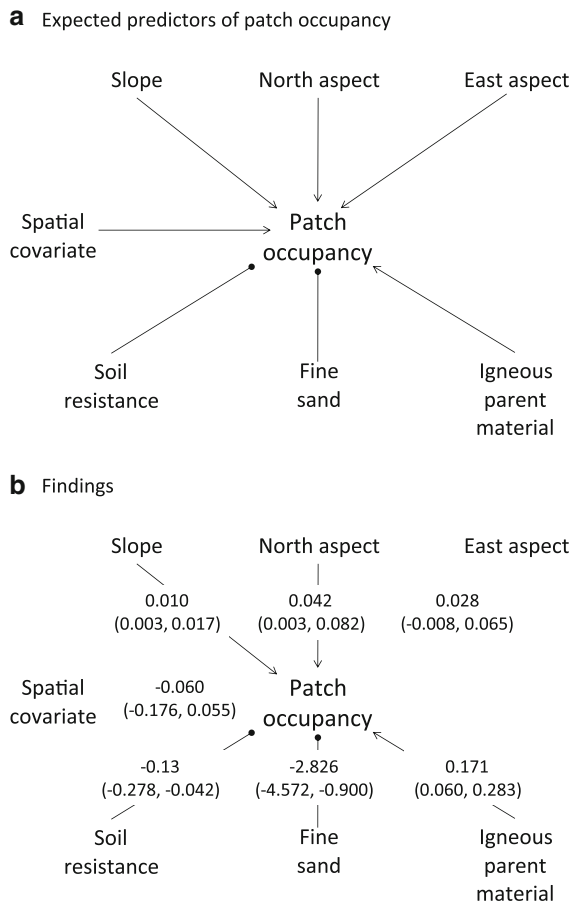 a Expected predictors of patch occupancy
Slope North aspect East aspect
Spatial
covariate
Patch
occupancy
Soil
resistance
Fine
sand
Igneous
parent
material
b Findings
Slope North aspect East aspect
0.010
(0.003, 0.017)
0.042
(0.003, 0.082)
0.028
(-0.008, 0.065)
Spatial
covariate
-0.060
(-0.176, 0.055)
Patch
occupancy
-0.13
(-0.278, -0.042)
-2.826
(-4.572, -0.900)
0.171
(0.060, 0.283)
Soil
resistance
Fine
sand
Igneous
parent
material